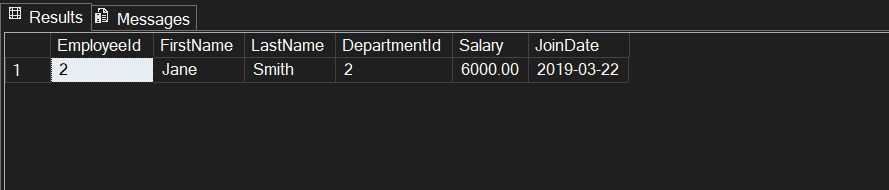 Results Messages
EmployeeId FirstName LastName DepartmentId Salary JoinDate
1 2 Jane Smith 2 6000.00 2019-03-22